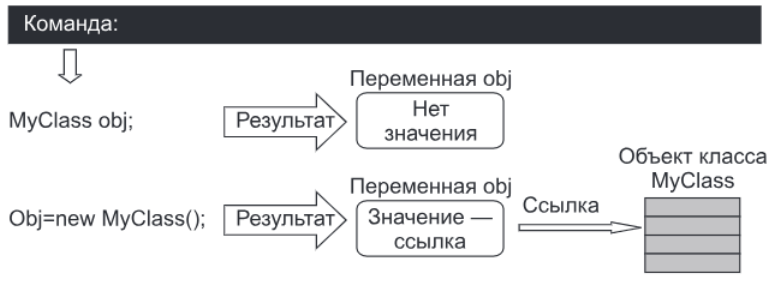 Команда:
Переменная obj
MyClass obj;
Результат
Нет
значения
Объект класса
MyClass
Переменная obj
Obj=new MyClass();
Результат
Значение —
ссылка
Ссылка